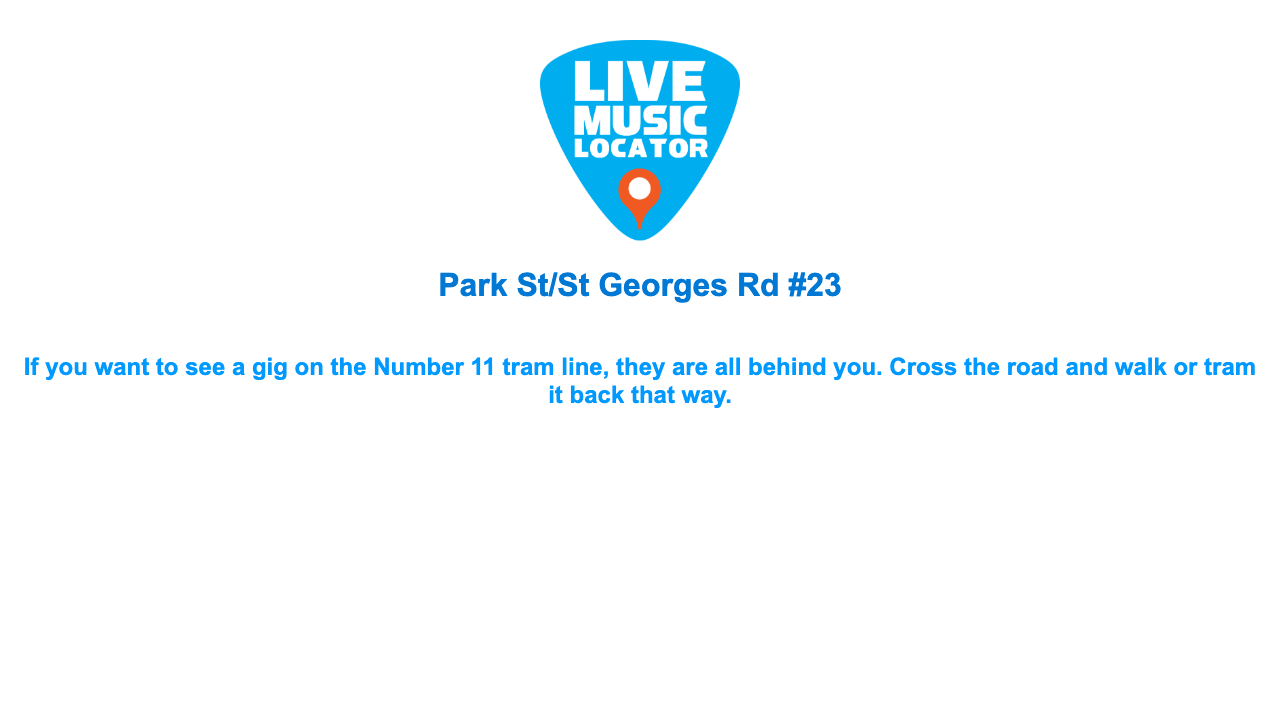 LIVE
MUSIC
LOCATOR
Park St/St Georges Rd #23
If you want to see a gig on the Number 11 tram line, they are all behind you. Cross the road and walk or tram
it back that way.